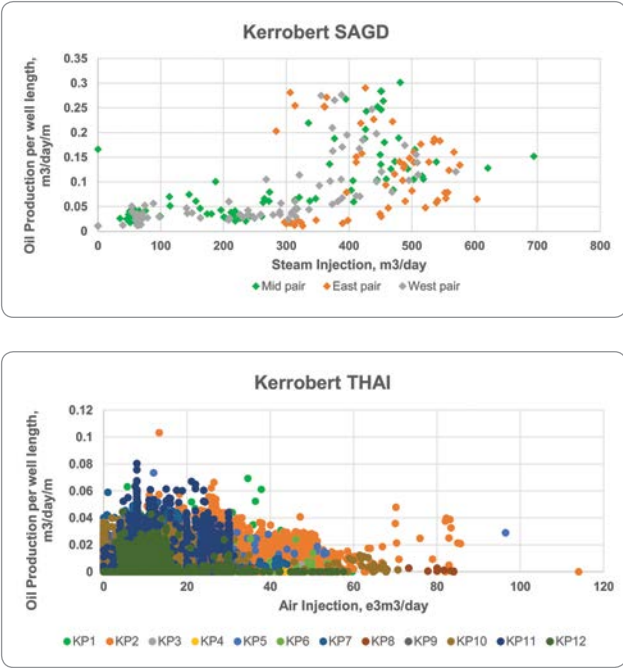 Kerrobert SAGD
Oil Production per well length,
m3/day/m
0.35
0.3
0.25
0.2
0.15
0.1
0.05
0
0 100 200 300 400 500 600 700 800
Steam Injection, m3/day
Mid pair East pair West pair
Kerrobert THAI
Oil Production per well length,
m3/day/m
0.12
0.1
0.08
0.06
0.04
0.02
0
0 20 40 60 80 100 120
Air Injection, e3m3/day
KP1 KP2 KP3 KP4 KP5 KP6 KP7 KP8 KP9 KP10 KP11 KP12